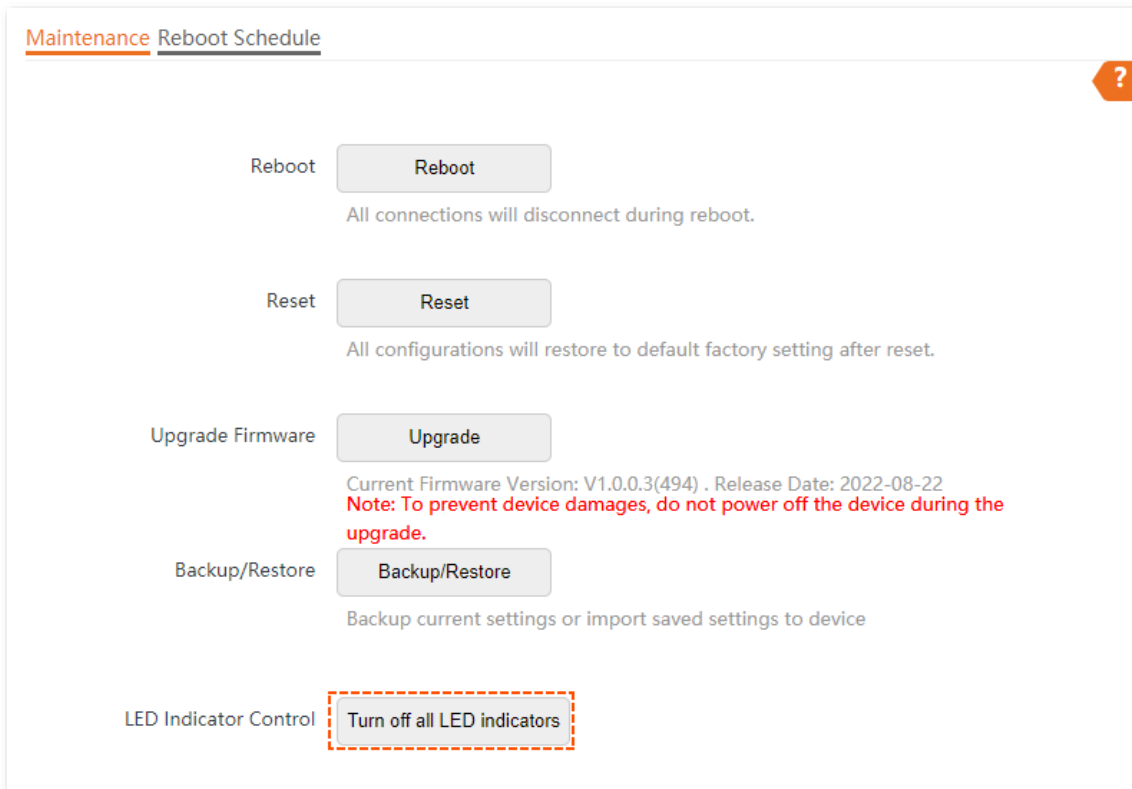 Maintenance Reboot Schedule
?
Reboot Reboot
All connections will disconnect during reboot.
Reset Reset
All configurations will restore to default factory setting after reset.
Upgrade Firmware Upgrade
Current Firmware Version: V1.0.0.3(494) . Release Date: 2022-08-22
Note: To prevent device damages, do not power off the device during the
upgrade.
Backup/Restore Backup/Restore
Backup current settings or import saved settings to device
LED Indicator Control Turn off all LED indicators